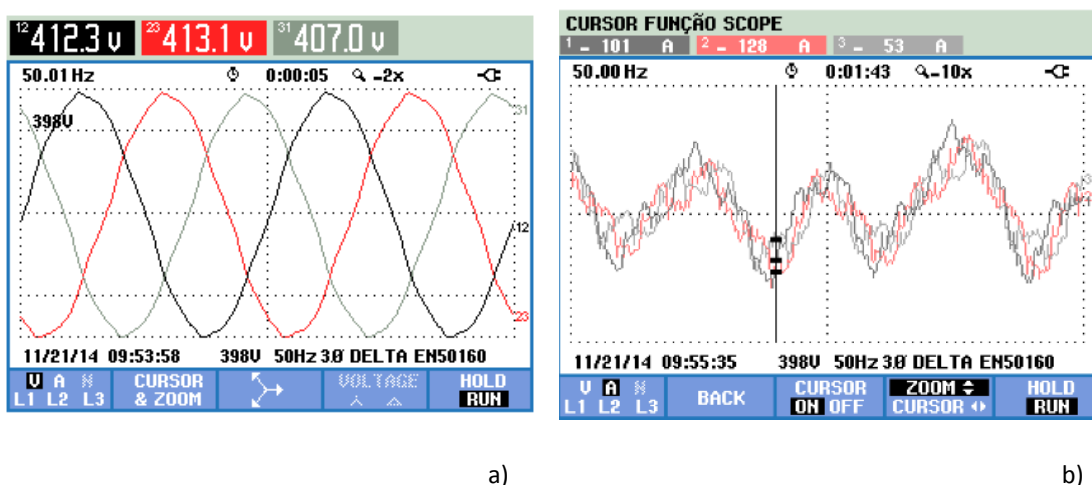 12 412.3 V 23 413.1 V 31 407.0 V
50.01 Hz 0:00:05 -2x
398V
31
12
23
11/21/14 09:53:58 398V 50Hz 3Ø DELTA EN50160
V A N
L1 L2 L3
CURSOR
& ZOOM
VOLTAGE
HOLD
RUN
a)
CURSOR FUNÇÃO SCOPE
1 - 101 A 2 - 128 A 3 - 53 A
50.00 Hz 0:01:43 -10x
3
11/21/14 09:55:35 398V 50Hz 3Ø DELTA EN50160
V A N
L1 L2 L3
BACK
CURSOR
ON OFF
ZOOM
CURSOR
HOLD
RUN
b)